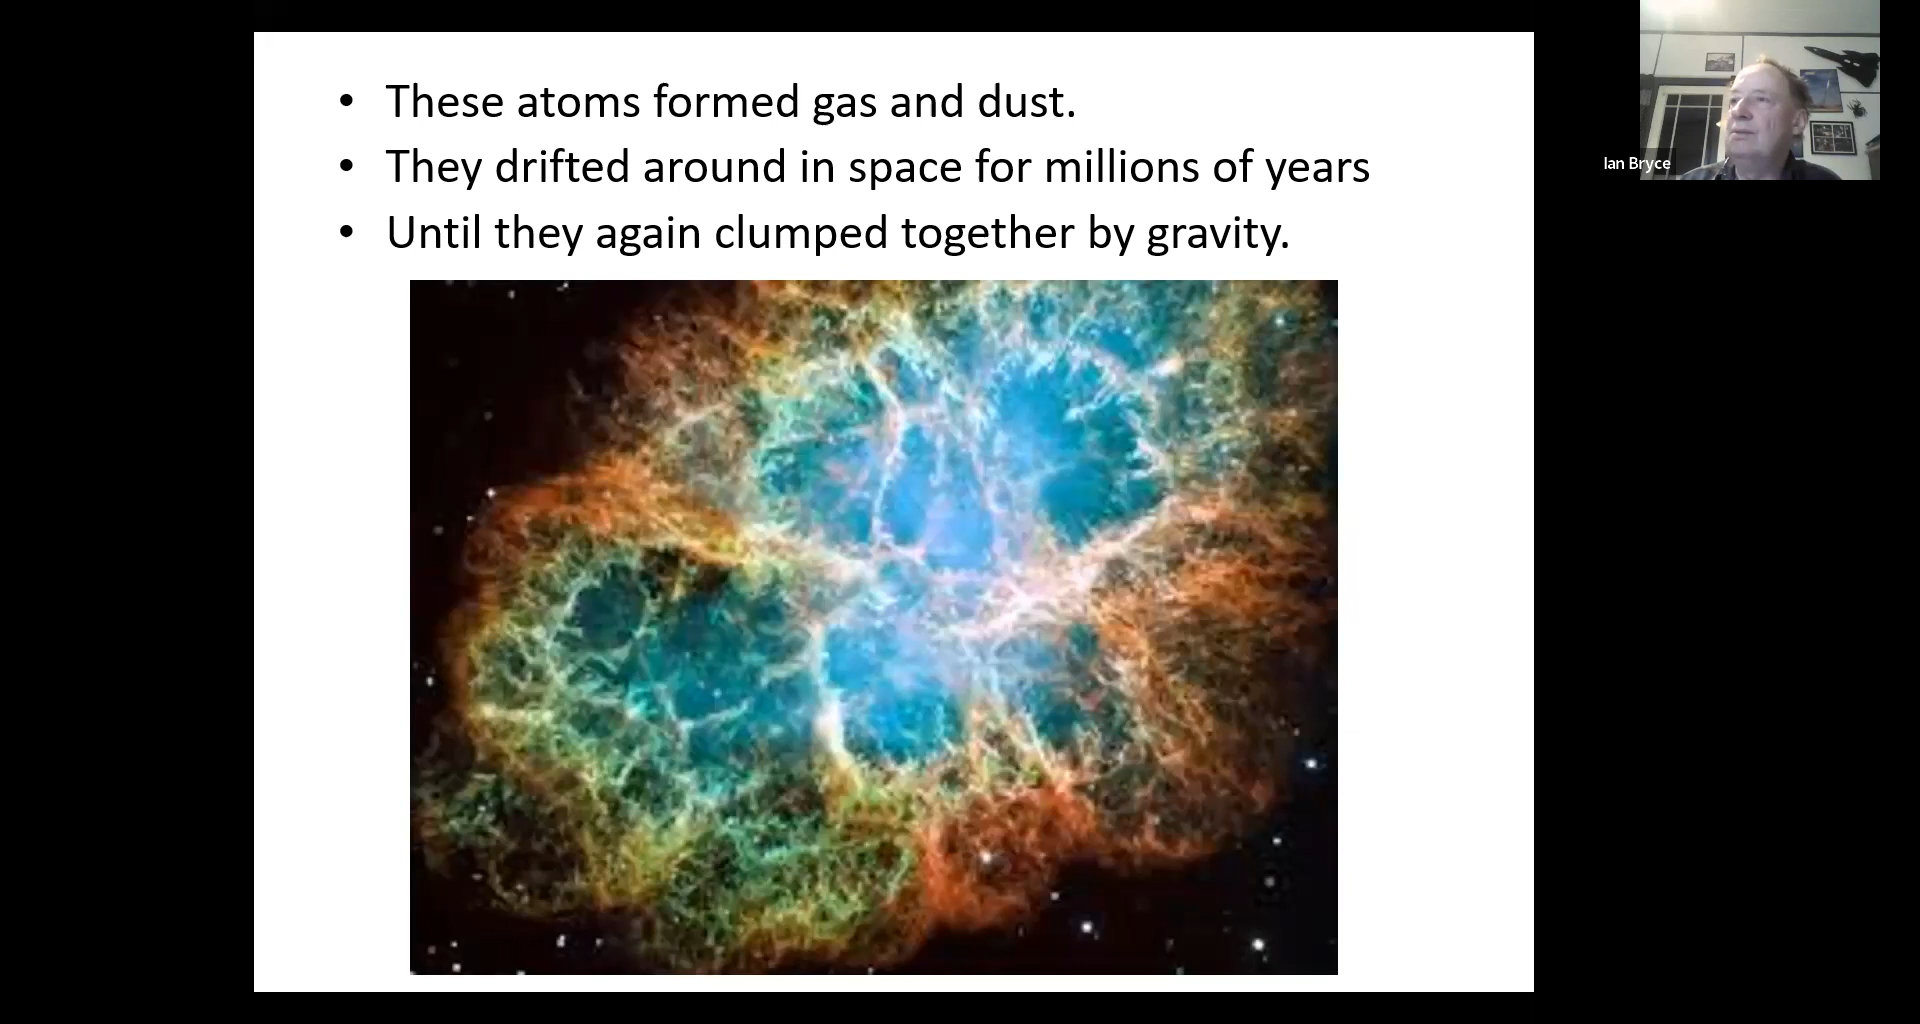 • These atoms formed gas and dust.
• They drifted around in space for millions of years
• Until they again clumped together by gravity.
Ian Bryce